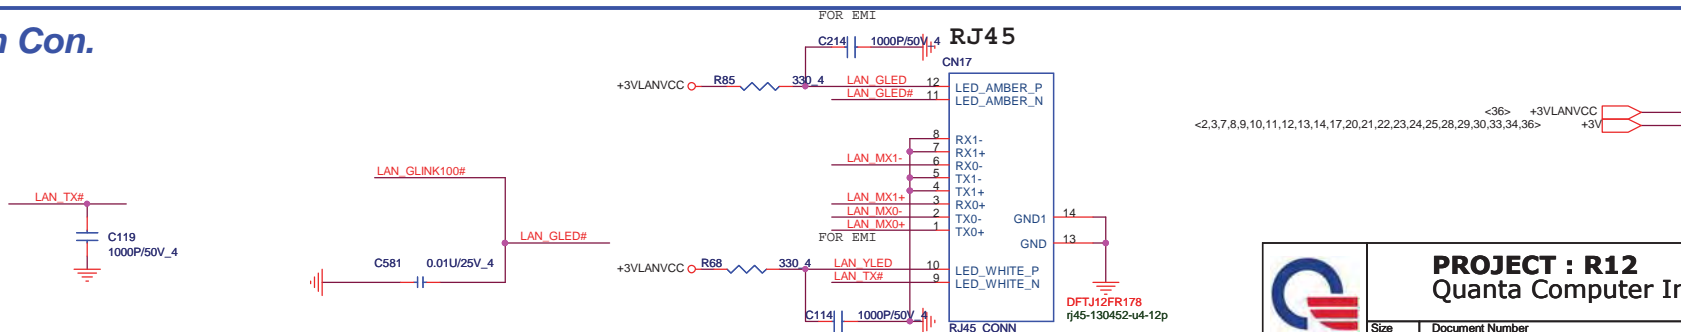 Con.
FOR EMI
C214 1000P/50V_4
RJ45
CN17
+3VLANVCC R85 330_4 LAN_GLED 12 LED_AMBER_P
LAN_GLED# 11 LED_AMBER_N
<36> +3VLANVCC
<2,3,7,8,9,10,11,12,13,14,17,20,21,22,23,24,25,28,29,30,33,34,36> +3V
8 RX1-
7 RX1+
LAN_MX1- 6 RX0-
5 TX1-
4 TX1+
LAN_MX1+ 3 RX0+
LAN_MX0- 2 TX0-
LAN_MX0+ 1 TX0+
GND1 14
GND 13
LAN_GLINK100#
LAN_TX#
C119
1000P/50V_4
LAN_GLED#
C581 0.01U/25V_4
FOR EMI
+3VLANVCC R68 330_4 LAN_YLED 10 LED_WHITE_P
LAN_TX# 9 LED_WHITE_N
C114 1000P/50V_4
RJ45_CONN
DFTJ12FR178
rj45-130452-u4-12p
PROJECT : R12
Quanta Computer In
Size Document Number